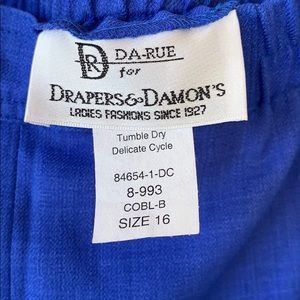 DR DA-RUE
for
DRAPERS&DAMON'S
LADIES FASHIONS SINCE 1927
Tumble Dry
Delicate Cycle
84654-1-DC
8-993
COBL-B
SIZE 16